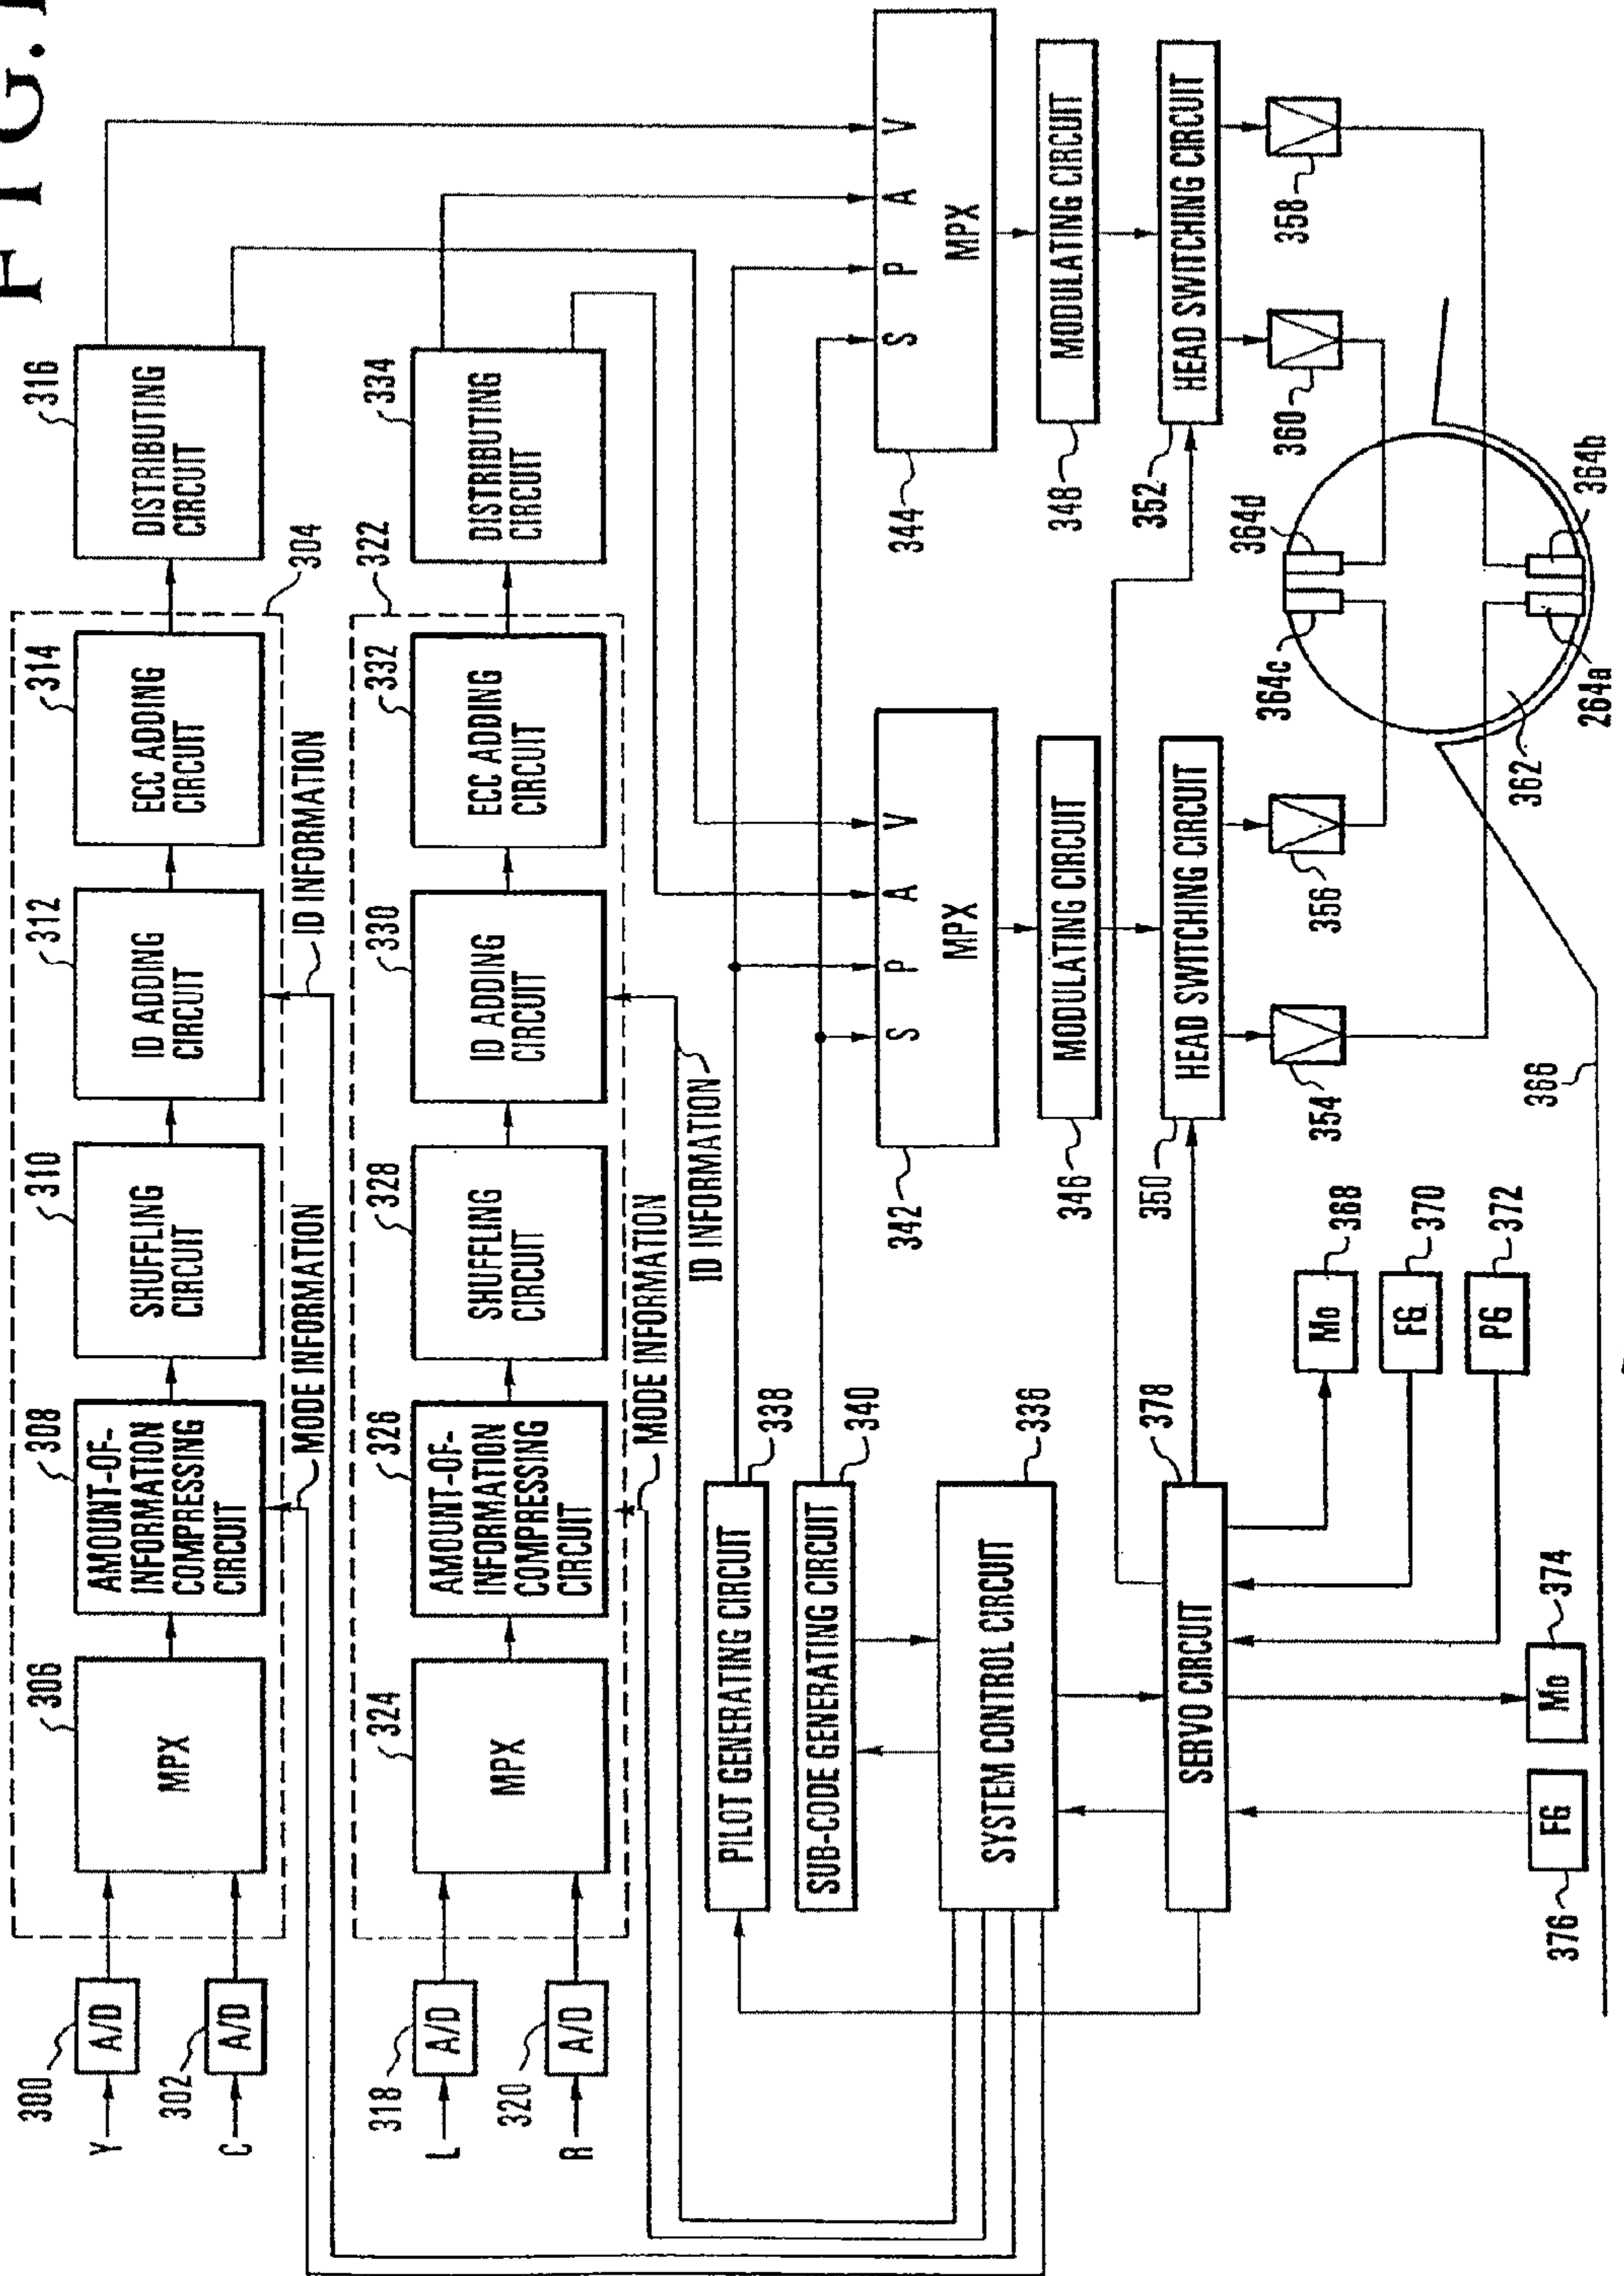 FIG.1
316
DISTRIBUTING
CIRCUIT
304
314
ECC ADDING
CIRCUIT
312
ID ADDING
CIRCUIT
ID INFORMATION
310
SHUFFLING
CIRCUIT
MODE INFORMATION
308
AMOUNT-OF-
INFORMATION
COMPRESSING
CIRCUIT
306
MPX
300
A/D
Y
302
A/D
C
334
DISTRIBUTING
CIRCUIT
322
332
ECC ADDING
CIRCUIT
330
ID ADDING
CIRCUIT
ID INFORMATION
328
SHUFFLING
CIRCUIT
MODE INFORMATION
326
AMOUNT-OF-
INFORMATION
COMPRESSING
CIRCUIT
324
MPX
318
A/D
L
320
A/D
R
338
PILOT GENERATING CIRCUIT
340
SUB-CODE GENERATING CIRCUIT
336
SYSTEM CONTROL CIRCUIT
378
SERVO CIRCUIT
S P A V
MPX
342
S P A V
MPX
344
MODULATING CIRCUIT
346
MODULATING CIRCUIT
348
HEAD SWITCHING CIRCUIT
350
HEAD SWITCHING CIRCUIT
352
354
356
360
358
364c
364d
264a
364b
362
366
Mo
368
FG
370
PG
372
Mo
374
FG
376